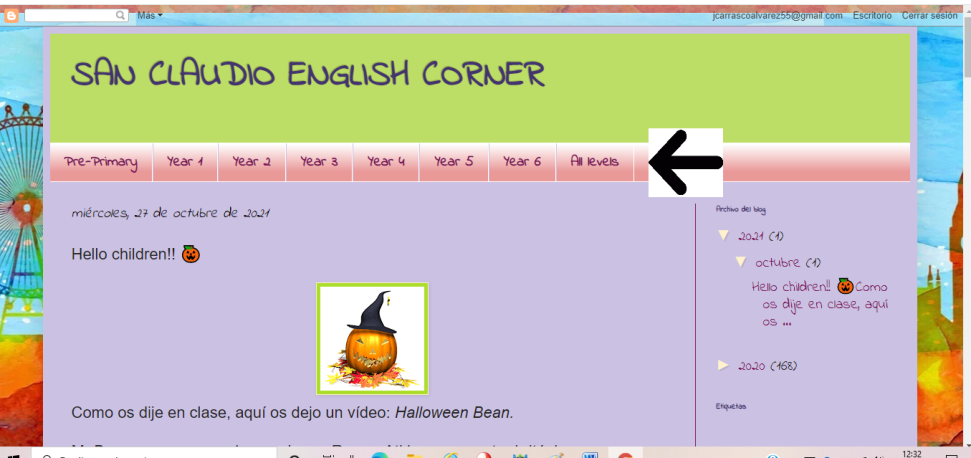 Más
jcarrascoalvarez55@gmail.com Escritorio Cerrar sesión
SAN CLAUDIO ENGLISH CORNER
Pre-Primary Year 1 Year 2 Year 3 Year 4 Year 5 Year 6 All levels
miércoles, 27 de octubre de 2021
Hello children!!
Como os dije en clase, aquí os dejo un vídeo: Halloween Bean.
Archivo del blog
▼ 2021 (1)
▼ octubre (1)
Hello children!! 🎃Como
os dije en clase, aquí
os ...
► 2020 (168)
Etiquetas
12:32